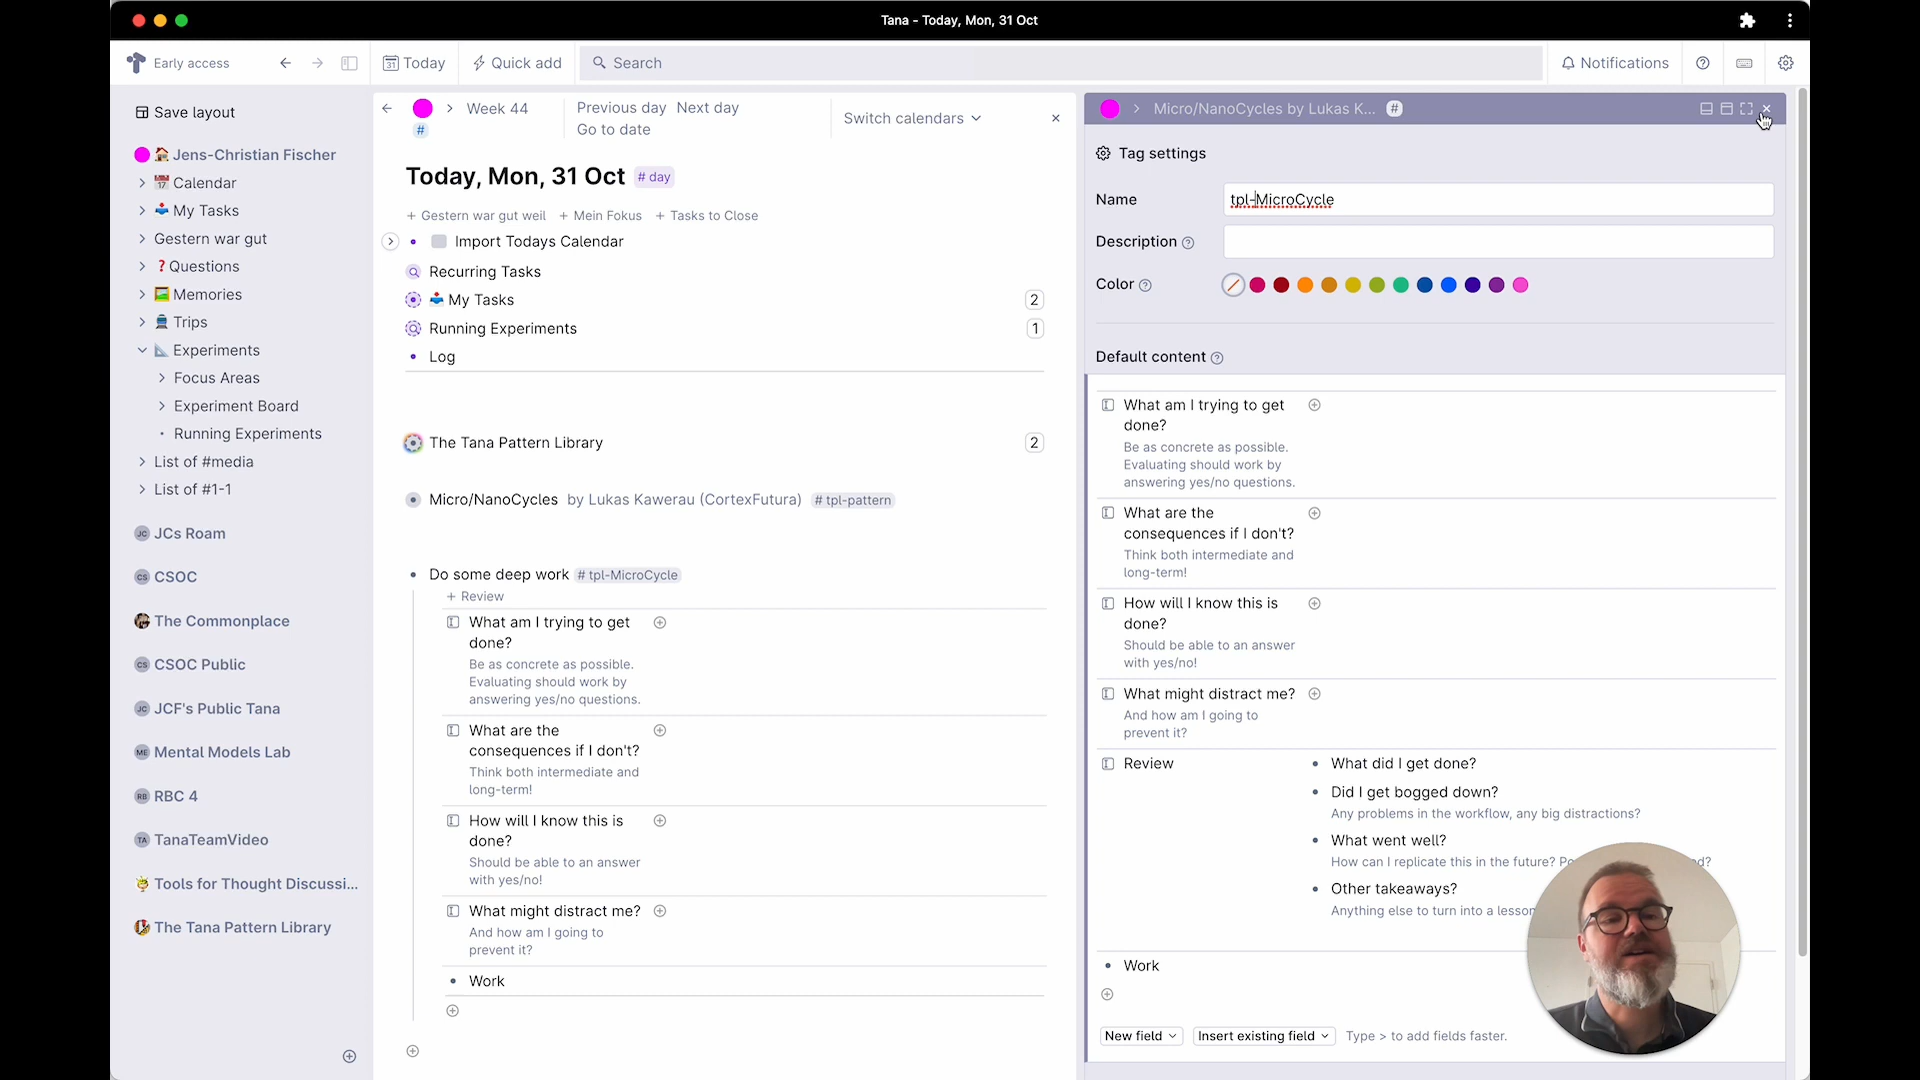 Tana - Today, Mon, 31 Oct
Early access
31
Today
Quick add
Search
Notifications
Save layout
Jens-Christian Fischer
Calendar
My Tasks
Gestern war gut
Questions
Memories
Trips
Experiments
Focus Areas
Experiment Board
Running Experiments
List of #media
List of #1-1
JC JCs Roam
CS CSOC
The Commonplace
CS CSOC Public
JC JCF's Public Tana
ME Mental Models Lab
RB RBC 4
TA TanaTeamVideo
Tools for Thought Discussi...
The Tana Pattern Library
#
Week 44
Previous day Next day
Go to date
Switch calendars
Today, Mon, 31 Oct # day
+ Gestern war gut weil + Mein Fokus + Tasks to Close
Import Todays Calendar
Recurring Tasks
My Tasks 2
Running Experiments 1
Log
The Tana Pattern Library 2
Micro/NanoCycles by Lukas Kawerau (CortexFutura) # tpl-pattern
Do some deep work # tpl-MicroCycle
+ Review
What am I trying to get
done?
Be as concrete as possible.
Evaluating should work by
answering yes/no questions.
What are the
consequences if I don't?
Think both intermediate and
long-term!
How will I know this is
done?
Should be able to an answer
with yes/no!
What might distract me?
And how am I going to
prevent it?
Work
Micro/NanoCycles by Lukas K... #
Tag settings
Name tpl-MicroCycle
Description
Color
Default content
What am I trying to get
done?
Be as concrete as possible.
Evaluating should work by
answering yes/no questions.
What are the
consequences if I don't?
Think both intermediate and
long-term!
How will I know this is
done?
Should be able to an answer
with yes/no!
What might distract me?
And how am I going to
prevent it?
Review
What did I get done?
Did I get bogged down?
Any problems in the workflow, any big distractions?
What went well?
How can I replicate this in the future?
Other takeaways?
Anything else to turn into a lesson
Work
New field Insert existing field Type > to add fields faster.